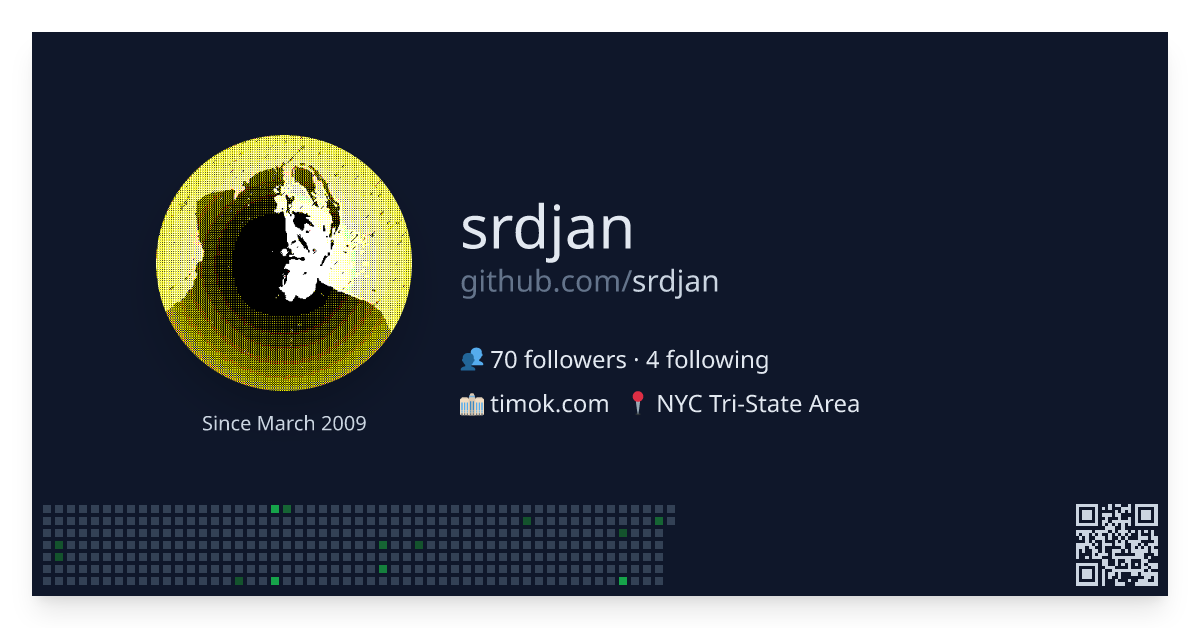 srdjan
github.com/srdjan
70 followers · 4 following
timok.com NYC Tri-State Area
Since March 2009